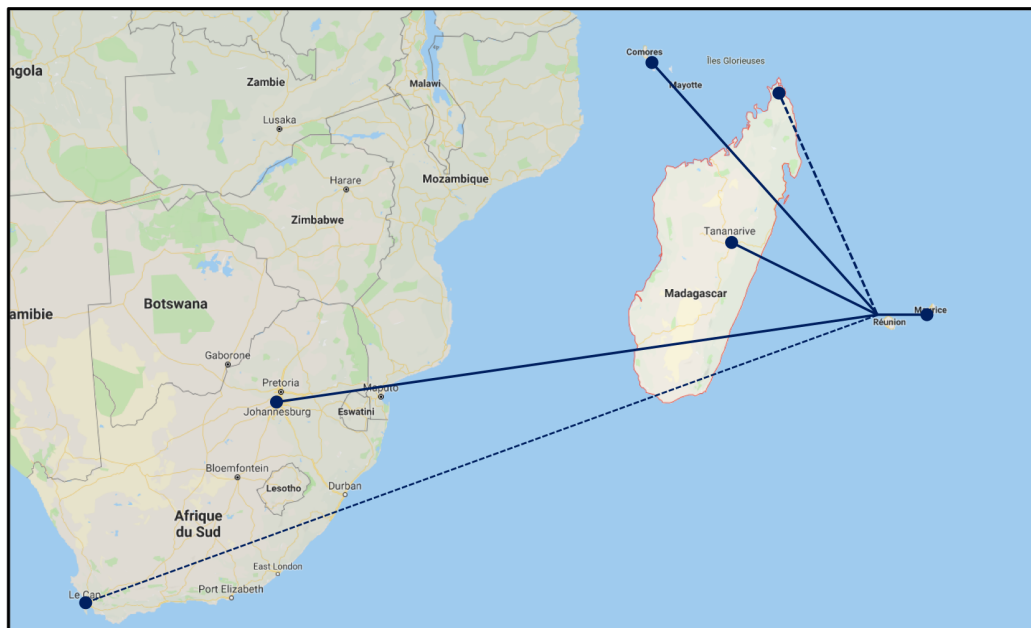 Comores
Îles Glorieuses
ngola
Zambie
Malawi
Mayotte
Lusaka
Mozambique
Harare
Zimbabwe
Tananarive
Madagascar
Botswana
amibie
Réunion
Gaborone
Pretoria
Johannesburg
Eswatini
Bloemfontein
Lesotho
Durban
Afrique
du Sud
East London
Port Elizabeth